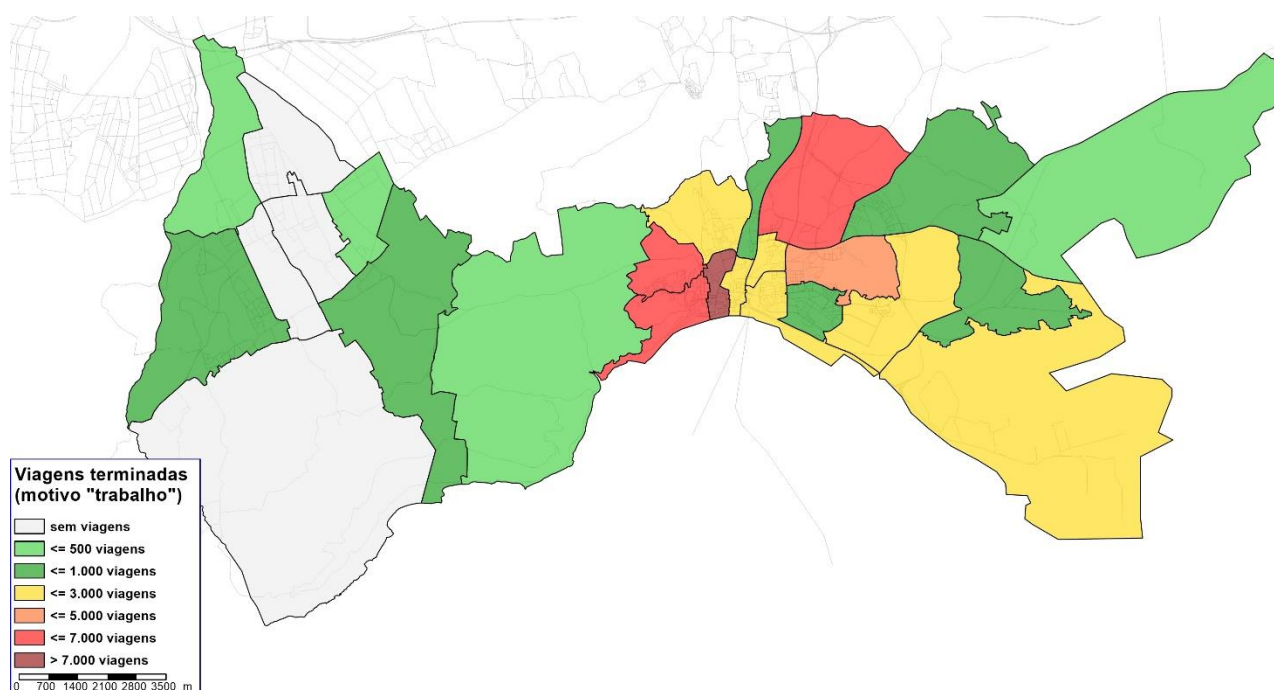 Viagens terminadas
(motivo "trabalho")
sem viagens
<= 500 viagens
<= 1.000 viagens
<= 3.000 viagens
<= 5.000 viagens
<= 7.000 viagens
> 7.000 viagens
0 700 1400 2100 2800 3500 m